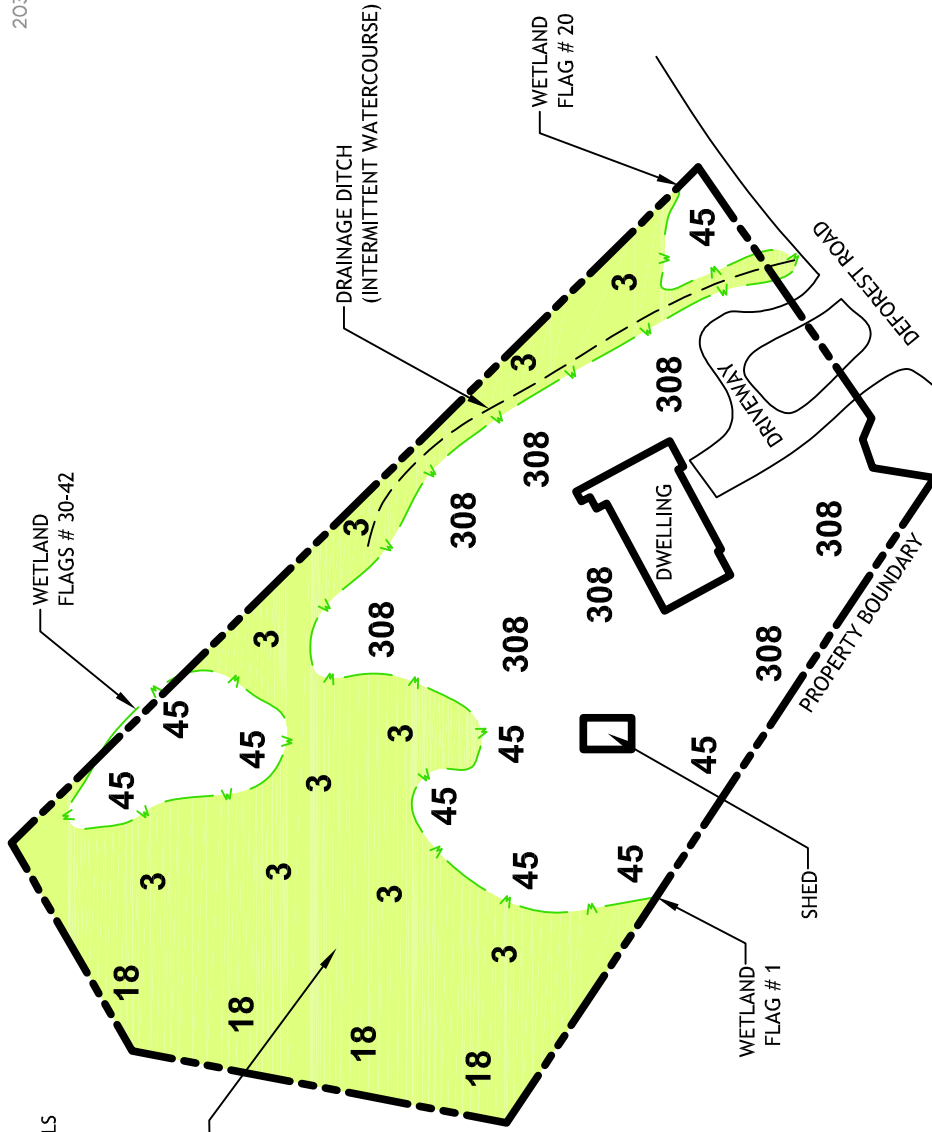 203
LS
WETLAND
FLAGS # 30-42
DRAINAGE DITCH
(INTERMITTENT WATERCOURSE)
WETLAND
FLAG # 20
18
18
18
18
3
3
3
3
3
3
3
3
3
3
45
45
45
45
45
45
45
45
45
308
308
308
308
308
308
308
308
DWELLING
DRIVEWAY
DEFOREST ROAD
PROPERTY BOUNDARY
SHED
WETLAND
FLAG # 1